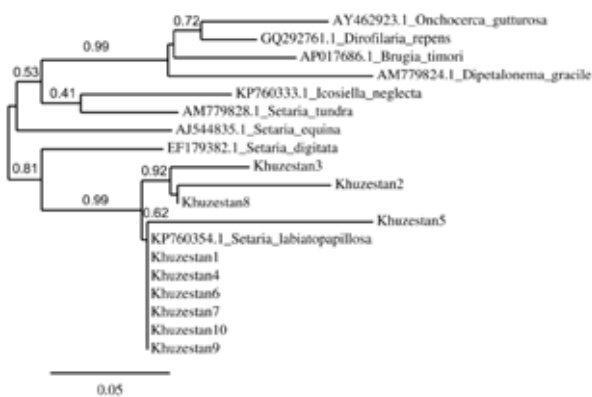 0.72
AY462923.1_Onchocerca_gutturosa
GQ292761.1_Dirofilaria_repens
0.99
AP017686.1_Brugia_timori
0.53
AM779824.1_Dipetalonema_gracile
0.41
KP760333.1_Icosiella_neglecta
AM779828.1_Setaria_tundra
AJ544835.1_Setaria_equina
EF179382.1_Setaria_digitata
0.81
0.92
Khuzestan3
Khuzestan2
0.99
Khuzestan8
0.62
Khuzestan5
KP760354.1_Setaria_labiatopapillosa
Khuzestan1
Khuzestan4
Khuzestan6
Khuzestan7
Khuzestan10
Khuzestan9
0.05